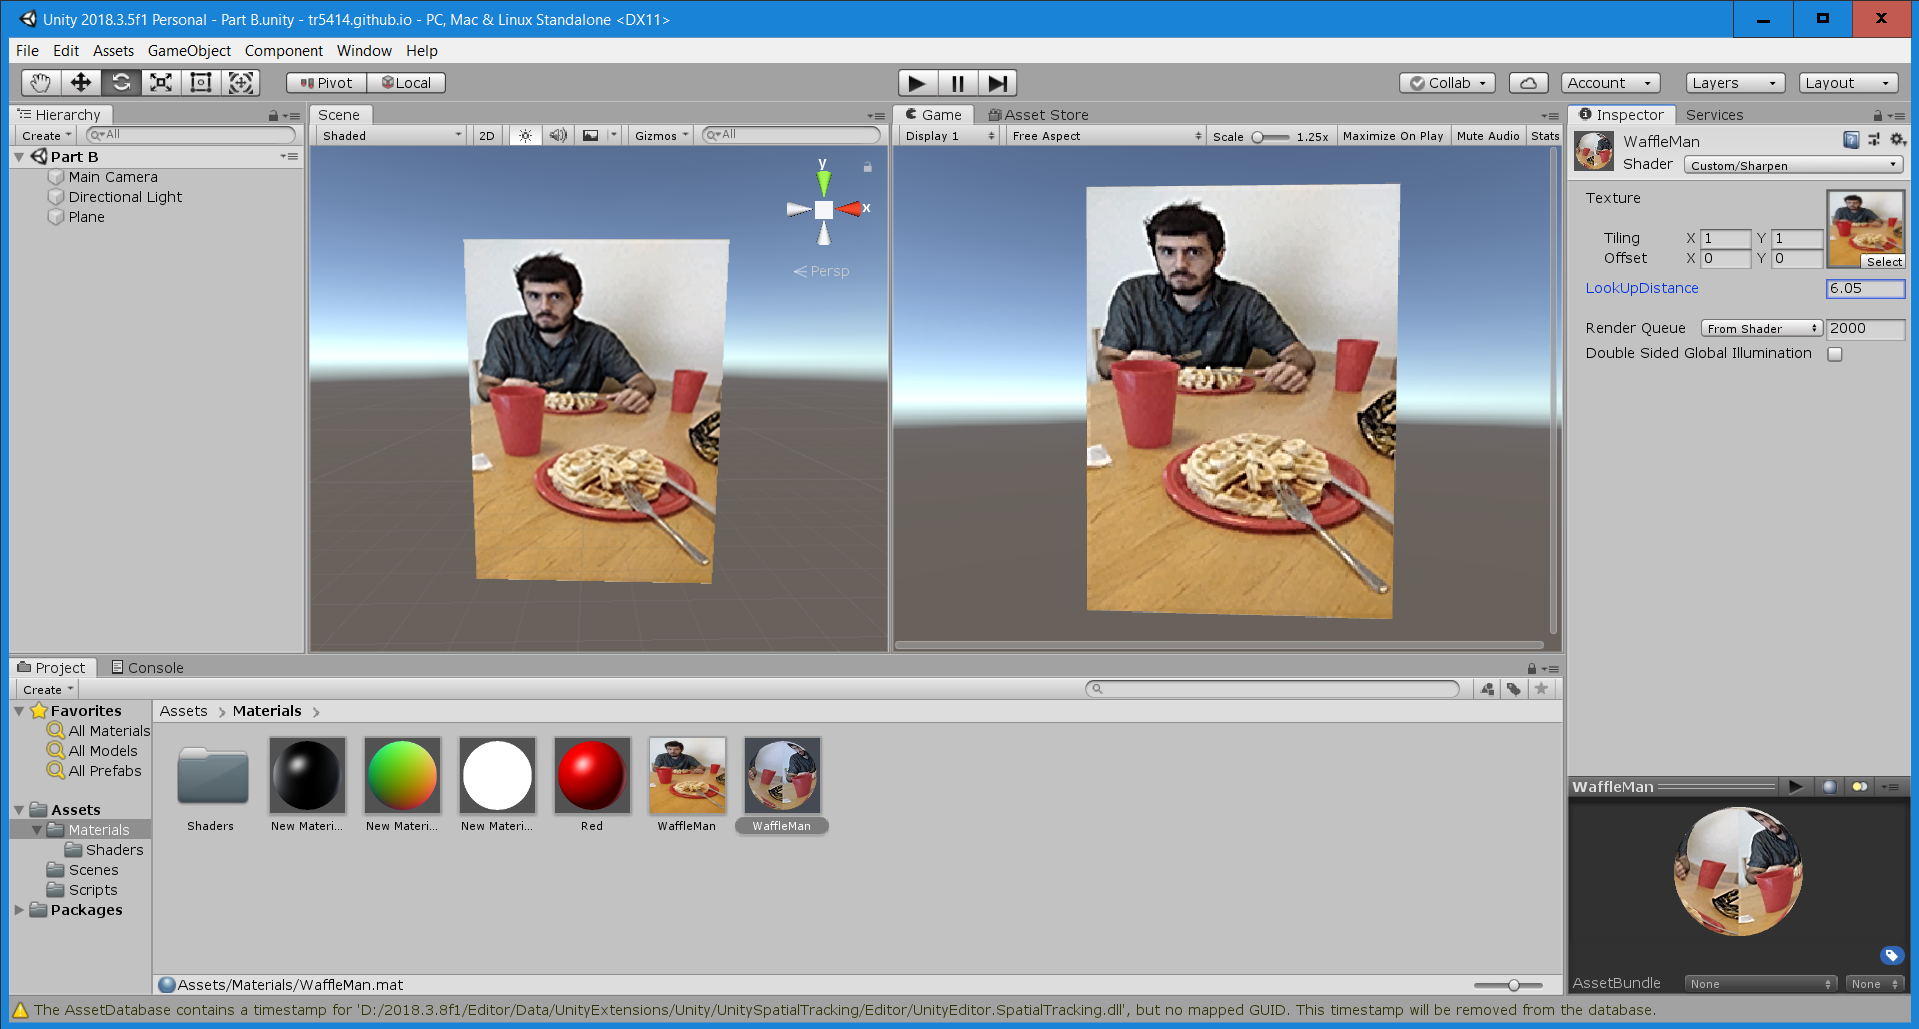 Unity 2018.3.5f1 Personal - Part B.unity - tr5414.github.io - PC, Mac & Linux Standalone <DX11>
File Edit Assets GameObject Component Window Help
Pivot Local Collab Account Layers Layout
Hierarchy
Create All
Part B
Main Camera
Directional Light
Plane
Scene
Shaded 2D Gizmos All
y
x
Persp
Game Asset Store
Display 1 Free Aspect Scale 1.25x Maximize On Play Mute Audio Stats
Inspector Services
WaffleMan
Shader Custom/Sharpen
Texture
Tiling X 1 Y 1
Offset X 0 Y 0
Select
LookUpDistance 6.05
Render Queue From Shader 2000
Double Sided Global Illumination
Project Console
Create
Favorites
All Materials
All Models
All Prefabs
Assets
Materials
Shaders
Scenes
Scripts
Packages
Assets Materials
Shaders New Materi... New Materi... New Materi... Red WaffleMan WaffleMan
Assets/Materials/WaffleMan.mat
WaffleMan
AssetBundle None None
The AssetDatabase contains a timestamp for 'D:/2018.3.8f1/Editor/Data/UnityExtensions/Unity/UnitySpatialTracking/Editor/UnityEditor.SpatialTracking.dll', but no mapped GUID. This timestamp will be removed from the database.